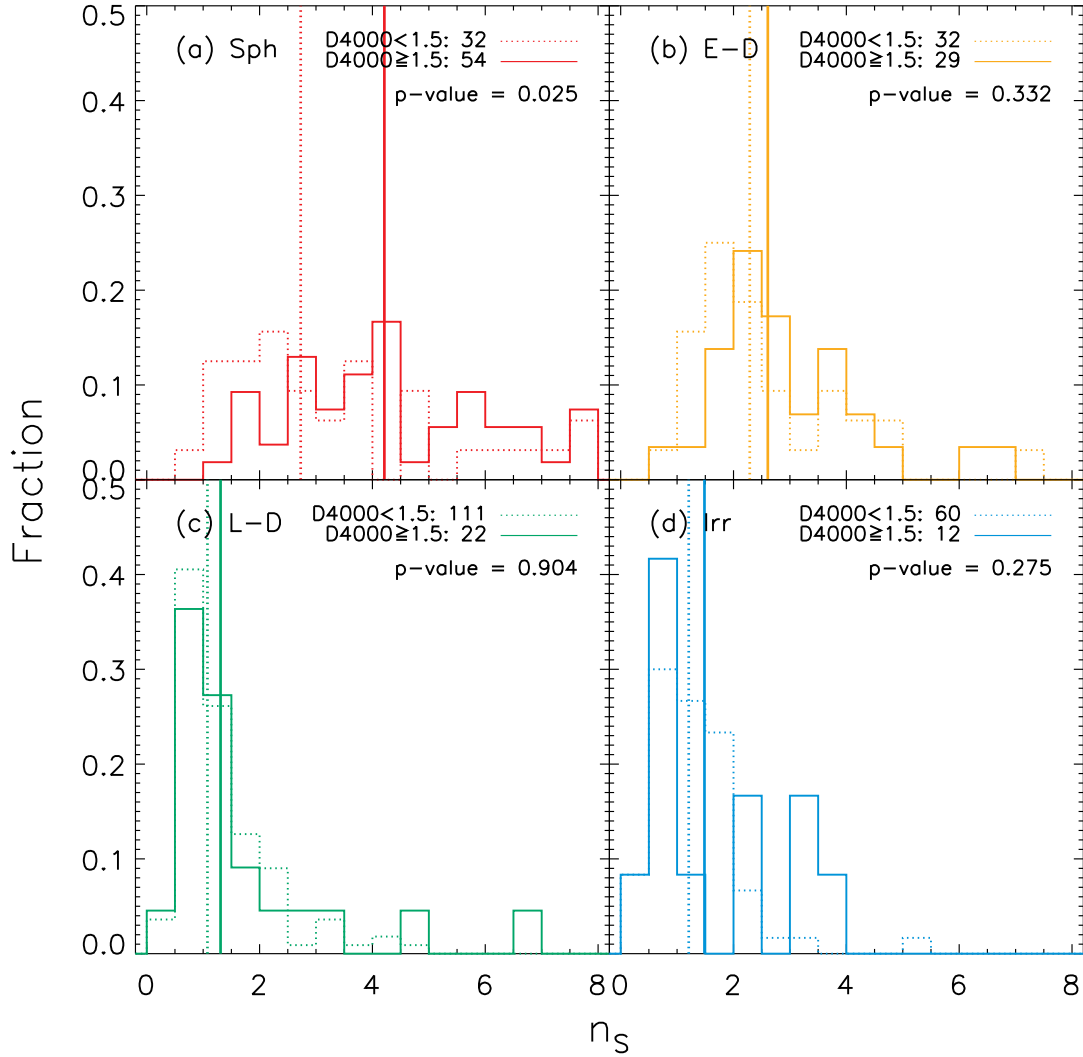 0.5
(a) Sph
D4000<1.5: 32
D4000≧1.5: 54
p-value = 0.025
(b) E-D
D4000<1.5: 32
D4000≧1.5: 29
p-value = 0.332
0.4
0.3
0.2
0.1
0.0
0.5
(c) L-D
D4000<1.5: 111
D4000≧1.5: 22
p-value = 0.904
(d) Irr
D4000<1.5: 60
D4000≧1.5: 12
p-value = 0.275
0.4
0.3
0.2
0.1
0.0
Fraction
0 2 4 6 8 0 2 4 6 8
n_S